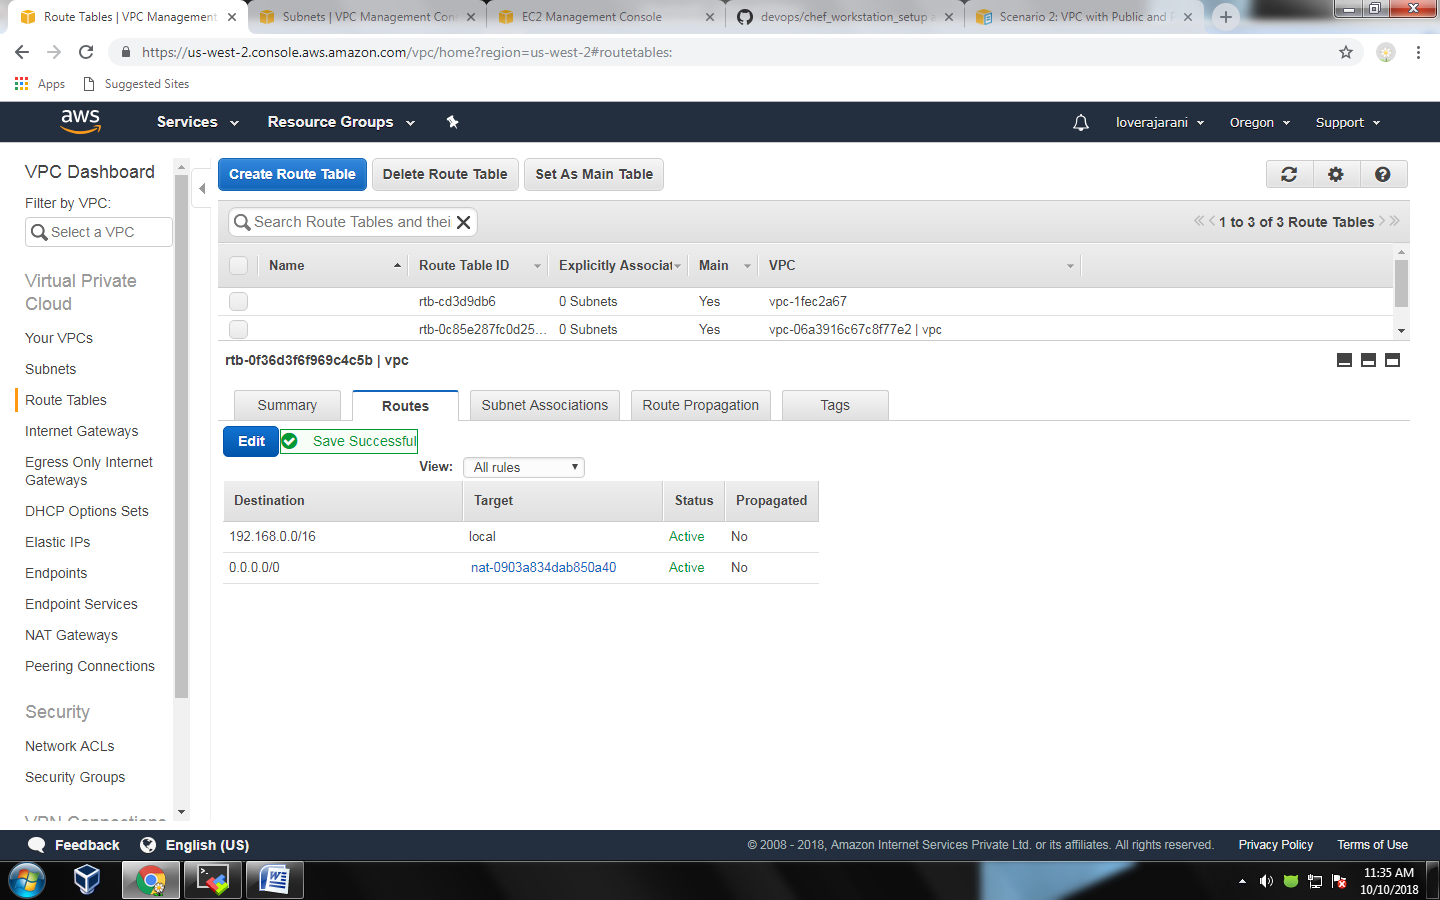 Route Tables | VPC Management
Subnets | VPC Management Con
EC2 Management Console
devops/chef_workstation_setup a
Scenario 2: VPC with Public and P
https://us-west-2.console.aws.amazon.com/vpc/home?region=us-west-2#routetables:
Apps
Suggested Sites
aws
Services
Resource Groups
loverajarani
Oregon
Support
VPC Dashboard
Filter by VPC:
Select a VPC
Virtual Private
Cloud
Your VPCs
Subnets
Route Tables
Internet Gateways
Egress Only Internet
Gateways
DHCP Options Sets
Elastic IPs
Endpoints
Endpoint Services
NAT Gateways
Peering Connections
Security
Network ACLs
Security Groups
VPN Connections
Create Route Table
Delete Route Table
Set As Main Table
Search Route Tables and thei
1 to 3 of 3 Route Tables
Name Route Table ID Explicitly Associat Main VPC
rtb-cd3d9db6 0 Subnets Yes vpc-1fec2a67
rtb-0c85e287fc0d25... 0 Subnets Yes vpc-06a3916c67c8f77e2 | vpc
rtb-0f36d3f6f969c4c5b | vpc
Summary
Routes
Subnet Associations
Route Propagation
Tags
Edit
Save Successful
View: All rules
Destination Target Status Propagated
192.168.0.0/16 local Active No
0.0.0.0/0 nat-0903a834dab850a40 Active No
Feedback
English (US)
© 2008 - 2018, Amazon Internet Services Private Ltd. or its affiliates. All rights reserved.
Privacy Policy
Terms of Use
11:35 AM
10/10/2018